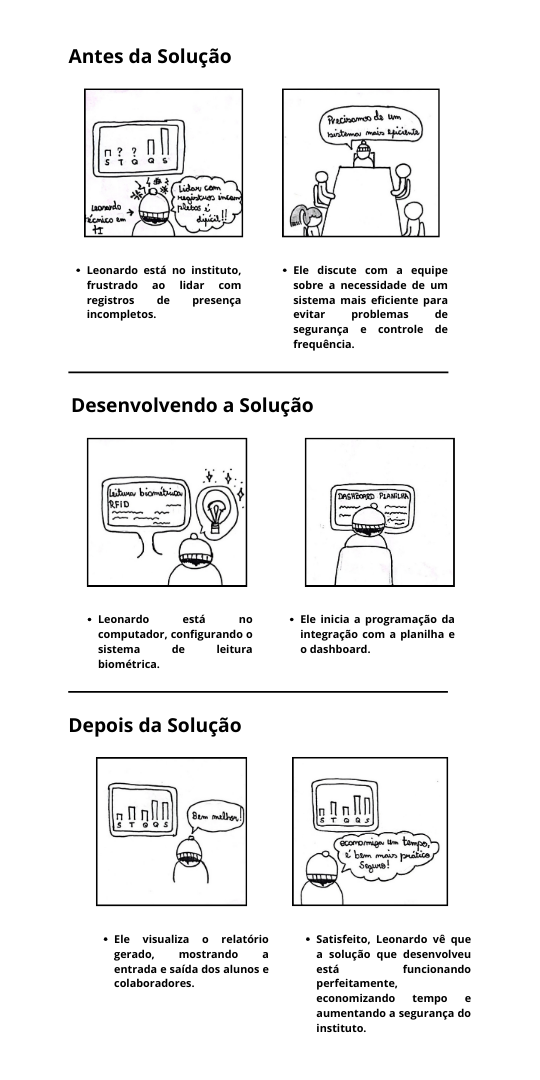 Antes da Solução
S ? ? Q S
S T Q Q S
Leonardo
técnico em
TI
Lidar com
registros incom
pletos é
difícil!!
Precisamos de um
sistema mais eficiente
• Leonardo está no instituto,
frustrado ao lidar com
registros de presença
incompletos.
• Ele discute com a equipe
sobre a necessidade de um
sistema mais eficiente para
evitar problemas de
segurança e controle de
frequência.
Desenvolvendo a Solução
Leitura biométrica
RFID
DASHBOARD PLANILHA
• Leonardo está no
computador, configurando o
sistema de leitura
biométrica.
• Ele inicia a programação da
integração com a planilha e
o dashboard.
Depois da Solução
S T Q Q S
Bem melhor!
S T Q Q S
economiza um tempo,
é bem mais prático
Seguro!
• Ele visualiza o relatório
gerado, mostrando a
entrada e saída dos alunos e
colaboradores.
• Satisfeito, Leonardo vê que
a solução que desenvolveu
está funcionando
perfeitamente,
economizando tempo e
aumentando a segurança do
instituto.